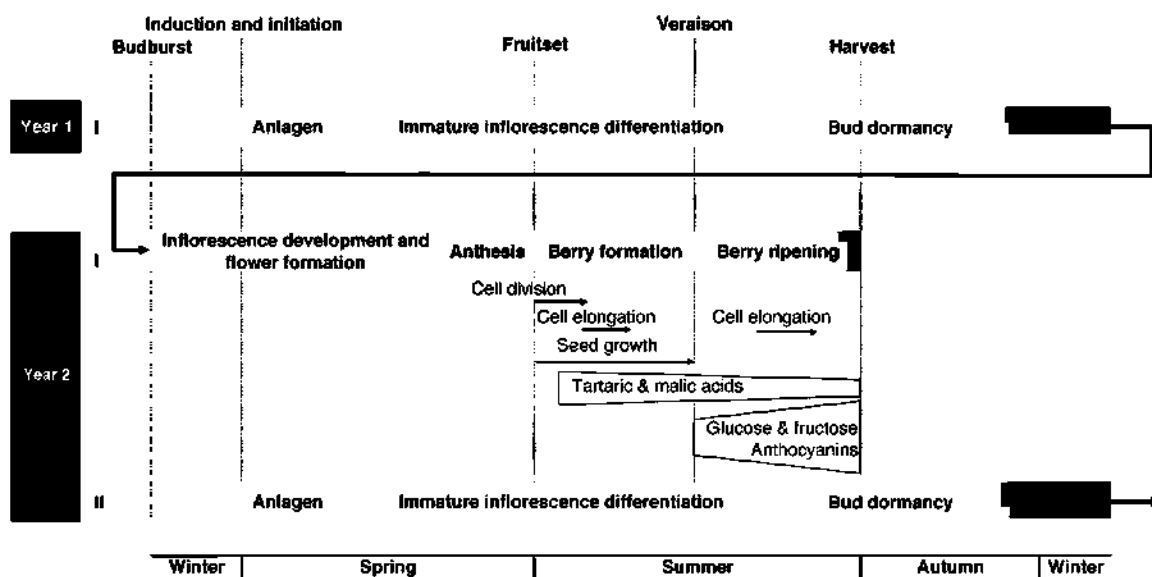 Induction and initiation
Veraison
Budburst
Fruitset
Harvest
Year 1
I
Anlagen
Immature inflorescence differentiation
Bud dormancy
Inflorescence development and
flower formation
I
Anthesis
Berry formation
Berry ripening
Cell division
Cell elongation
Cell elongation
Seed growth
Year 2
Tartaric & malic acids
Glucose & fructose
Anthocyanins
II
Anlagen
Immature inflorescence differentiation
Bud dormancy
Winter
Spring
Summer
Autumn
Winter